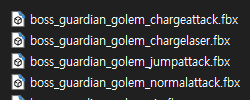 boss_guardian_golem_chargeattack.fbx
boss_guardian_golem_chargelaser.fbx
boss_guardian_golem_jumpattack.fbx
boss_guardian_golem_normalattack.fbx